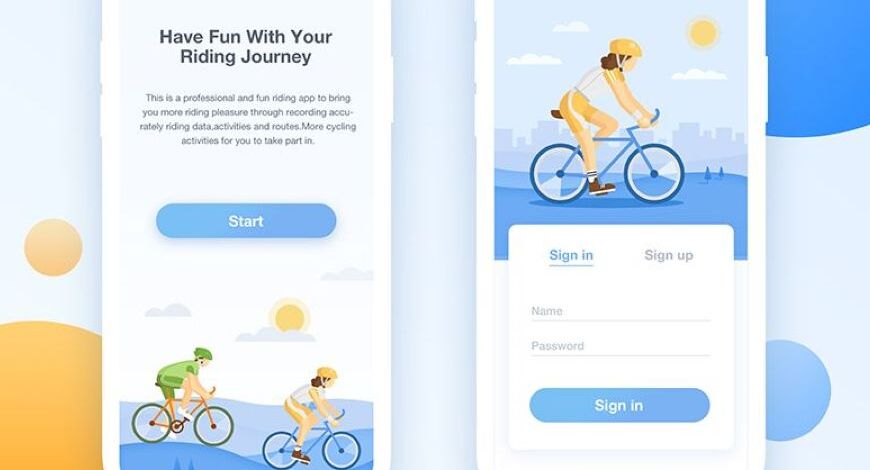 Have Fun With Your
Riding Journey
This is a professional and fun riding app to bring
you more riding pleasure through recording accu-
rately riding data,activities and routes.More cycling
activities for you to take part in.
Start
Sign in
Sign up
Name
Password
Sign in